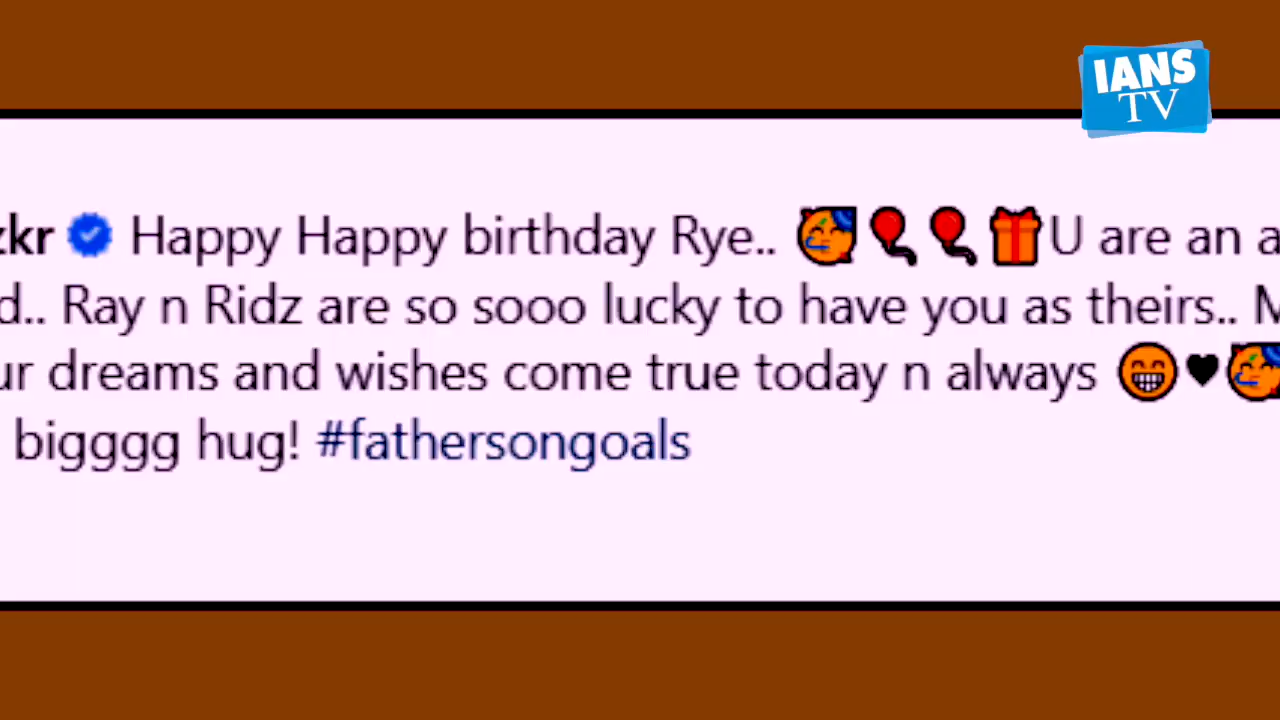 IANS
TV
zkr Happy Happy birthday Rye.. 🥳🎈🎈🎁U are an a
d.. Ray n Ridz are so sooo lucky to have you as theirs.. M
ur dreams and wishes come true today n always 😁🖤🥳
bigggg hug! #fathersongoals